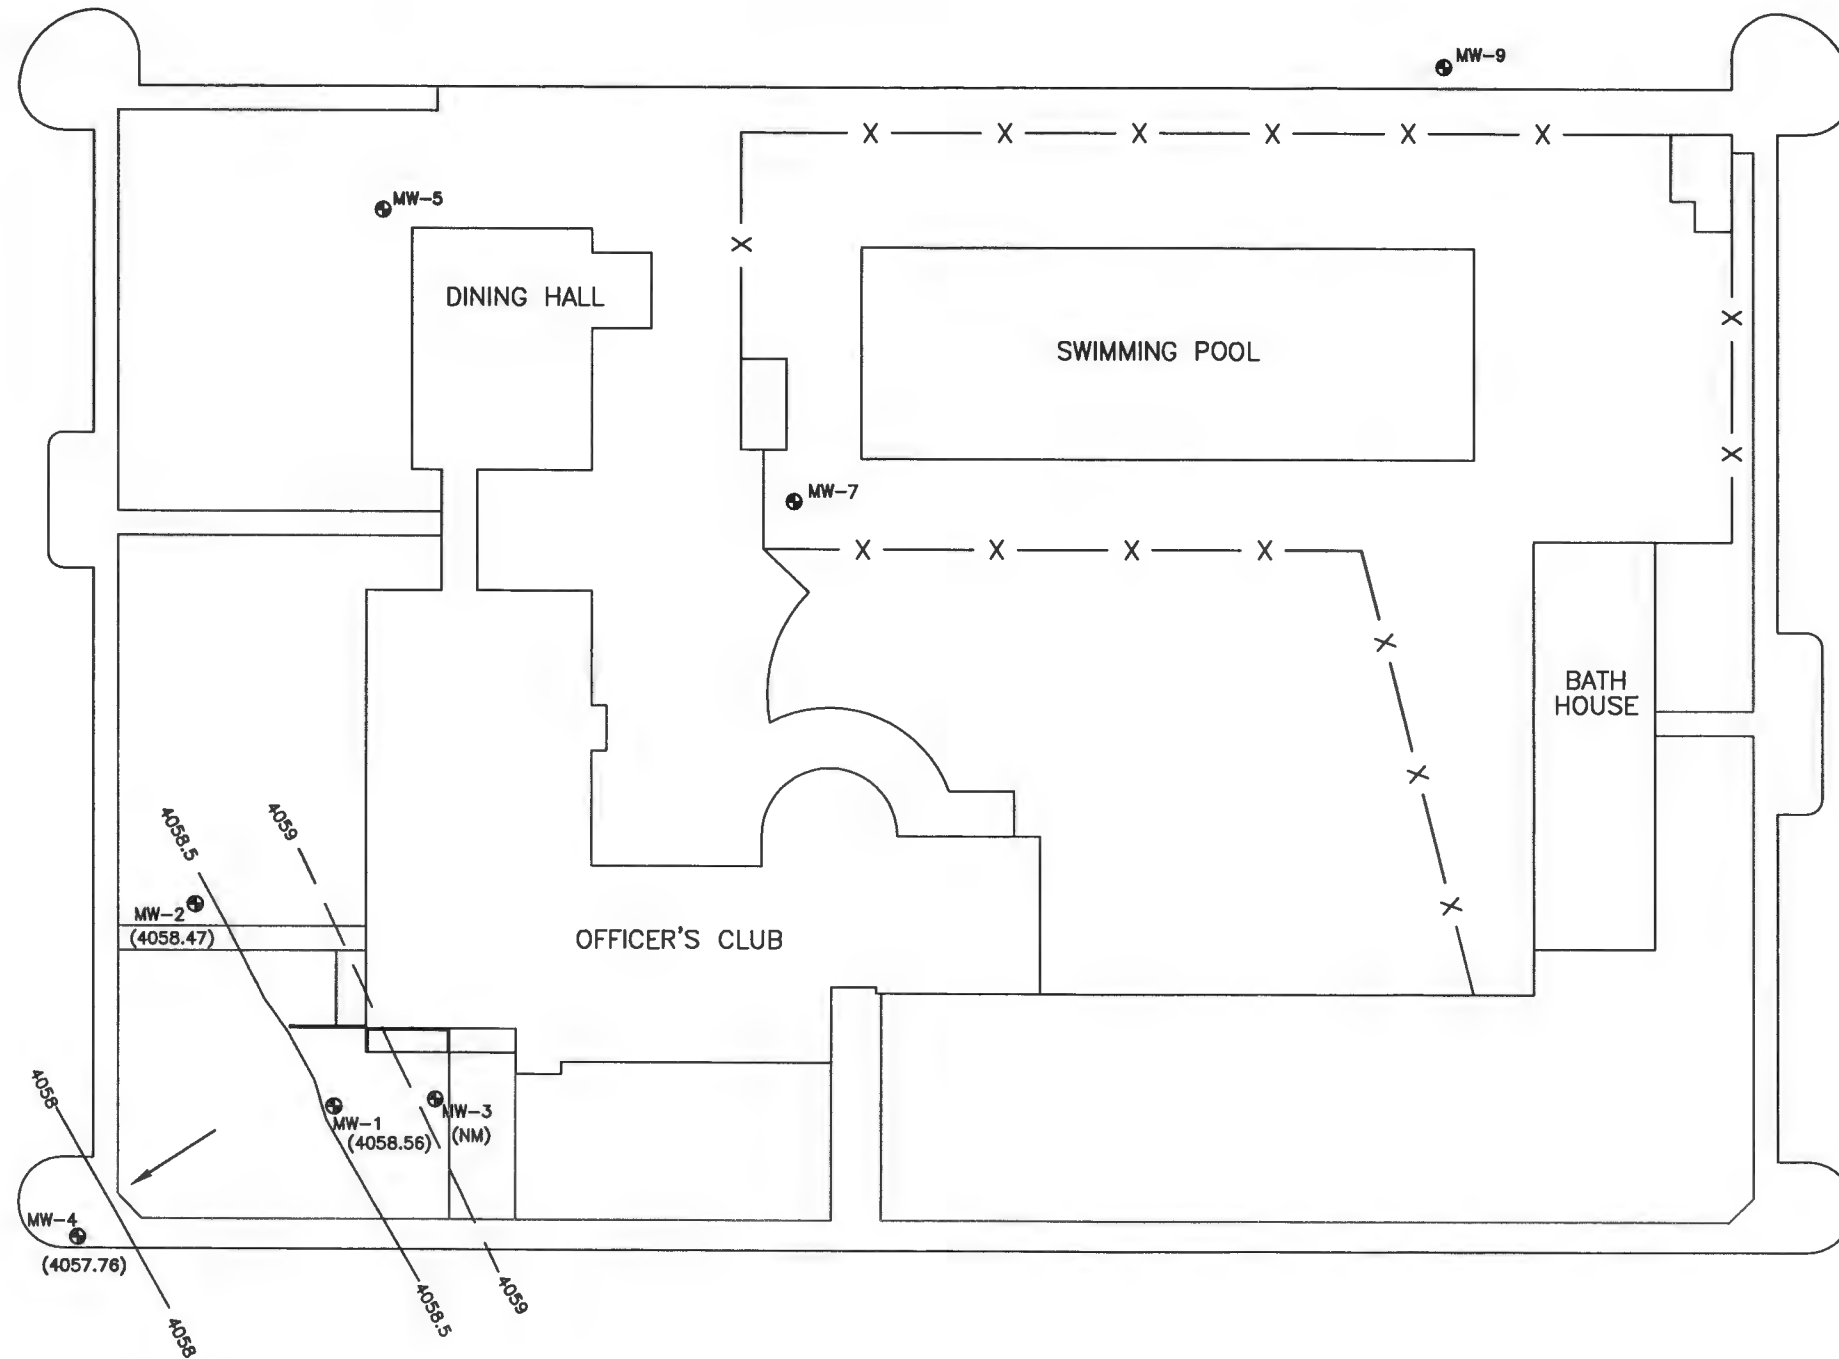 MW-9
X X X X X X
MW-5
X
DINING HALL
X
SWIMMING POOL
X
MW-7
X X X X
X
BATH
HOUSE
X
4058.5
4059
MW-2
(4058.47)
OFFICER'S CLUB
X
4058
MW-1
(4058.56)
MW-3
(NM)
MW-4
(4057.76)
4059
4058.5
4058